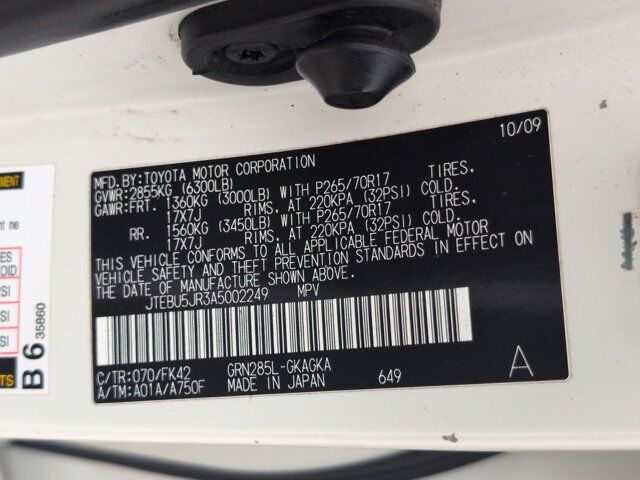 10/09
MFD.BY:TOYOTA MOTOR CORPORATION
GVWR:2855KG (6300LB)
GAWR:FRT. 1360KG (3000LB) WITH P265/70R17 TIRES,
17X7J RIMS, AT 220KPA (32PSI) COLD.
RR. 1560KG (3450LB) WITH P265/70R17 TIRES,
17X7J RIMS, AT 220KPA (32PSI) COLD.
THIS VEHICLE CONFORMS TO ALL APPLICABLE FEDERAL MOTOR
VEHICLE SAFETY AND THEFT PREVENTION STANDARDS IN EFFECT ON
THE DATE OF MANUFACTURE SHOWN ABOVE.
JTEBU5JR3A5002249 MPV
C/TR:070/FK42 GRN285L-GKAGKA
A/TM:A01A/A750F MADE IN JAPAN 649
A
B 6
35860